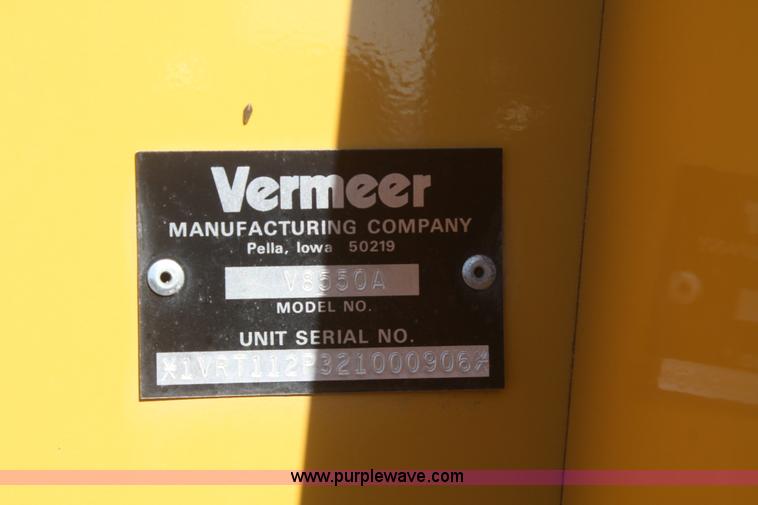 Vermeer
MANUFACTURING COMPANY
Pella, Iowa 50219
V8550A
MODEL NO.
UNIT SERIAL NO.
*1VRT112P321000906*
www.purplewave.com